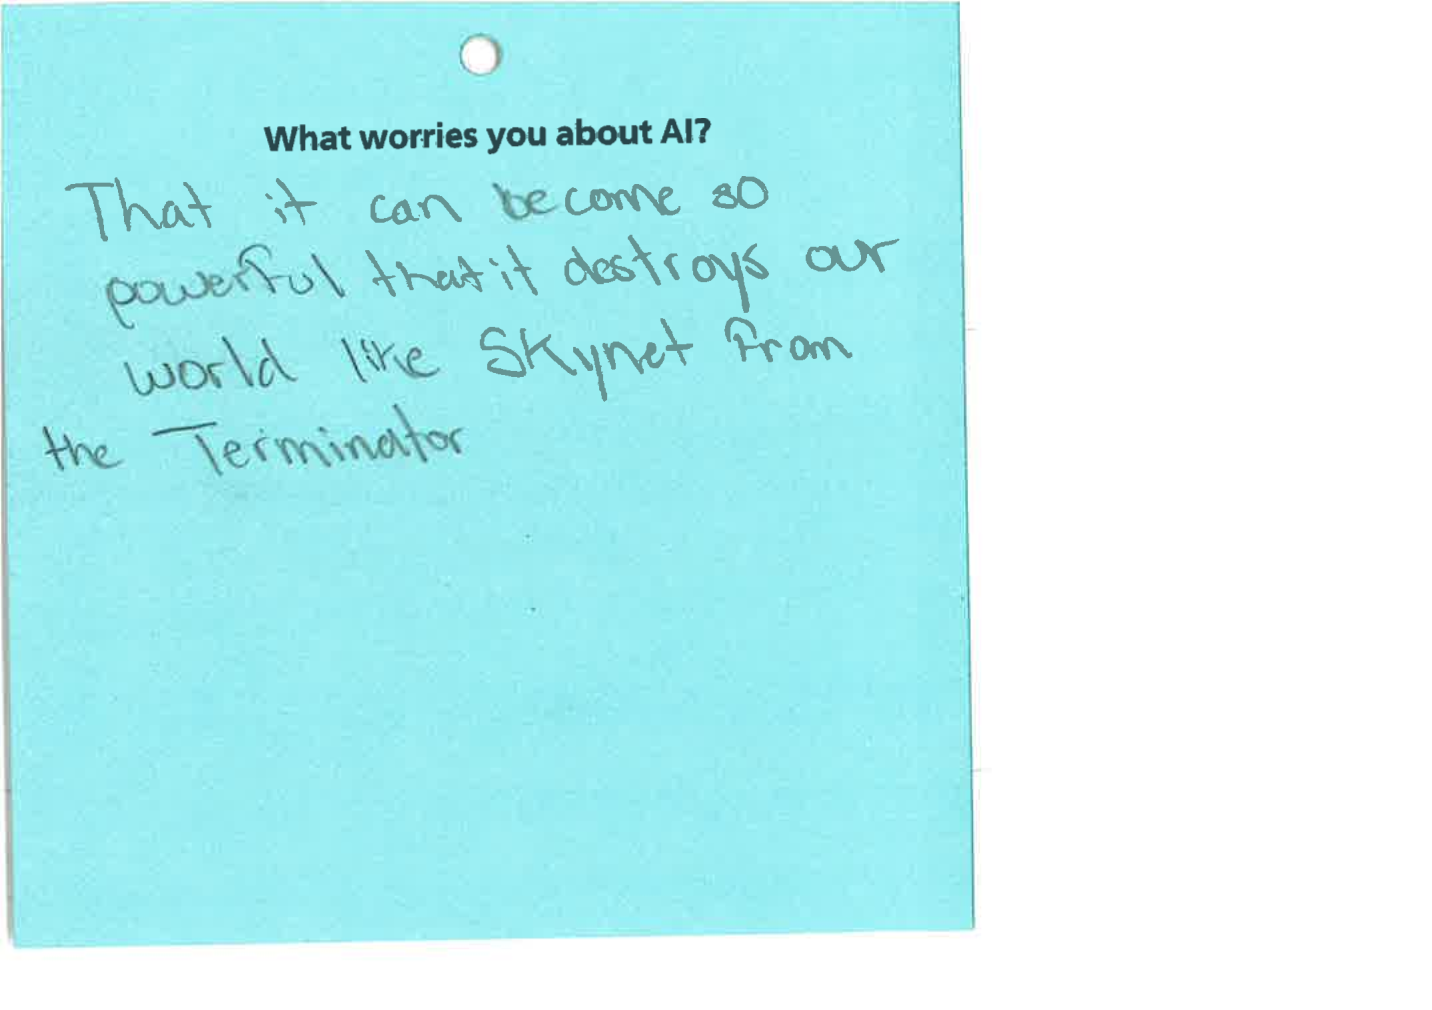 What worries you about AI?
That it can become so
powerful that it destroys our
world like Skynet from
the Terminator